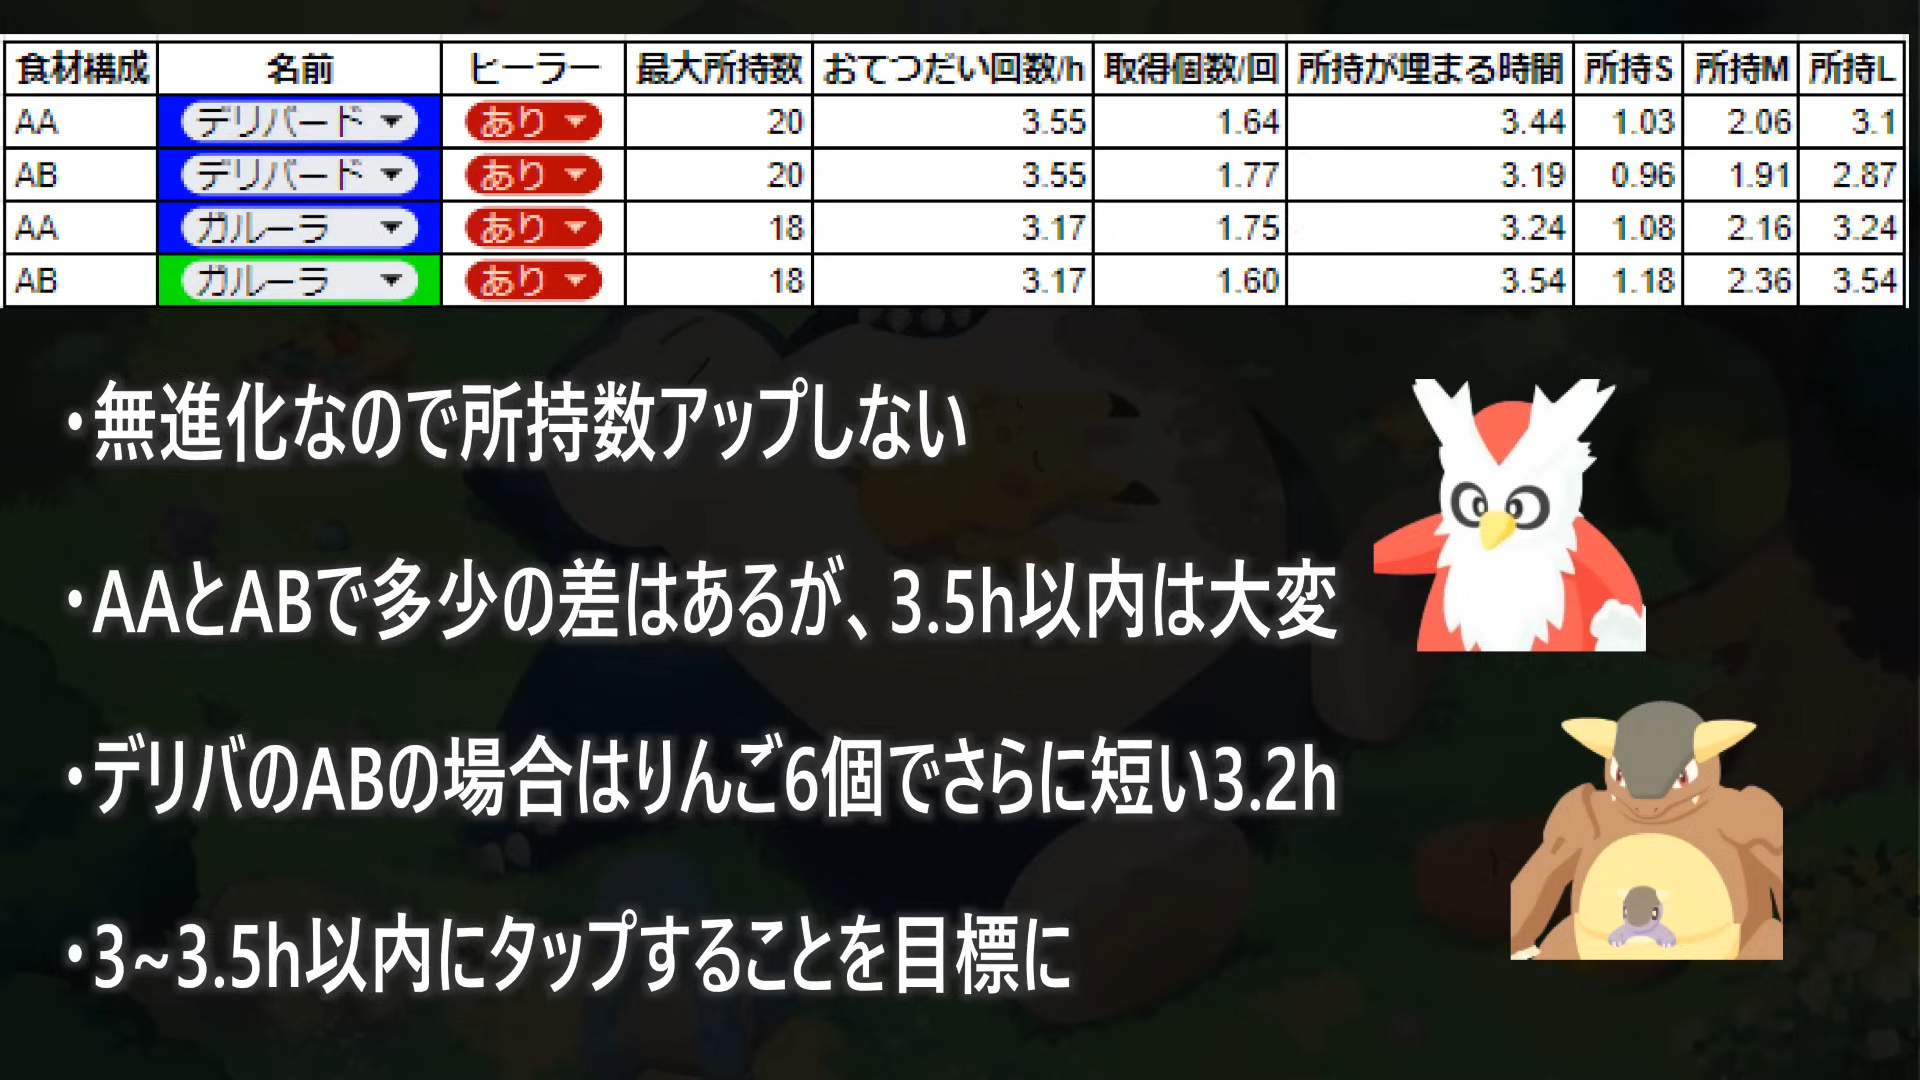 食材構成 名前 ヒーラー 最大所持数 おてつだい回数/h 取得個数/回 所持が埋まる時間 所持S 所持M 所持L
AA デリバード あり 20 3.55 1.64 3.44 1.03 2.06 3.1
AB デリバード あり 20 3.55 1.77 3.19 0.96 1.91 2.87
AA ガルーラ あり 18 3.17 1.75 3.24 1.08 2.16 3.24
AB ガルーラ あり 18 3.17 1.60 3.54 1.18 2.36 3.54
・無進化なので所持数アップしない
・AAとABで多少の差はあるが、3.5h以内は大変
・デリバのABの場合はりんご6個でさらに短い3.2h
・3~3.5h以内にタップすることを目標に